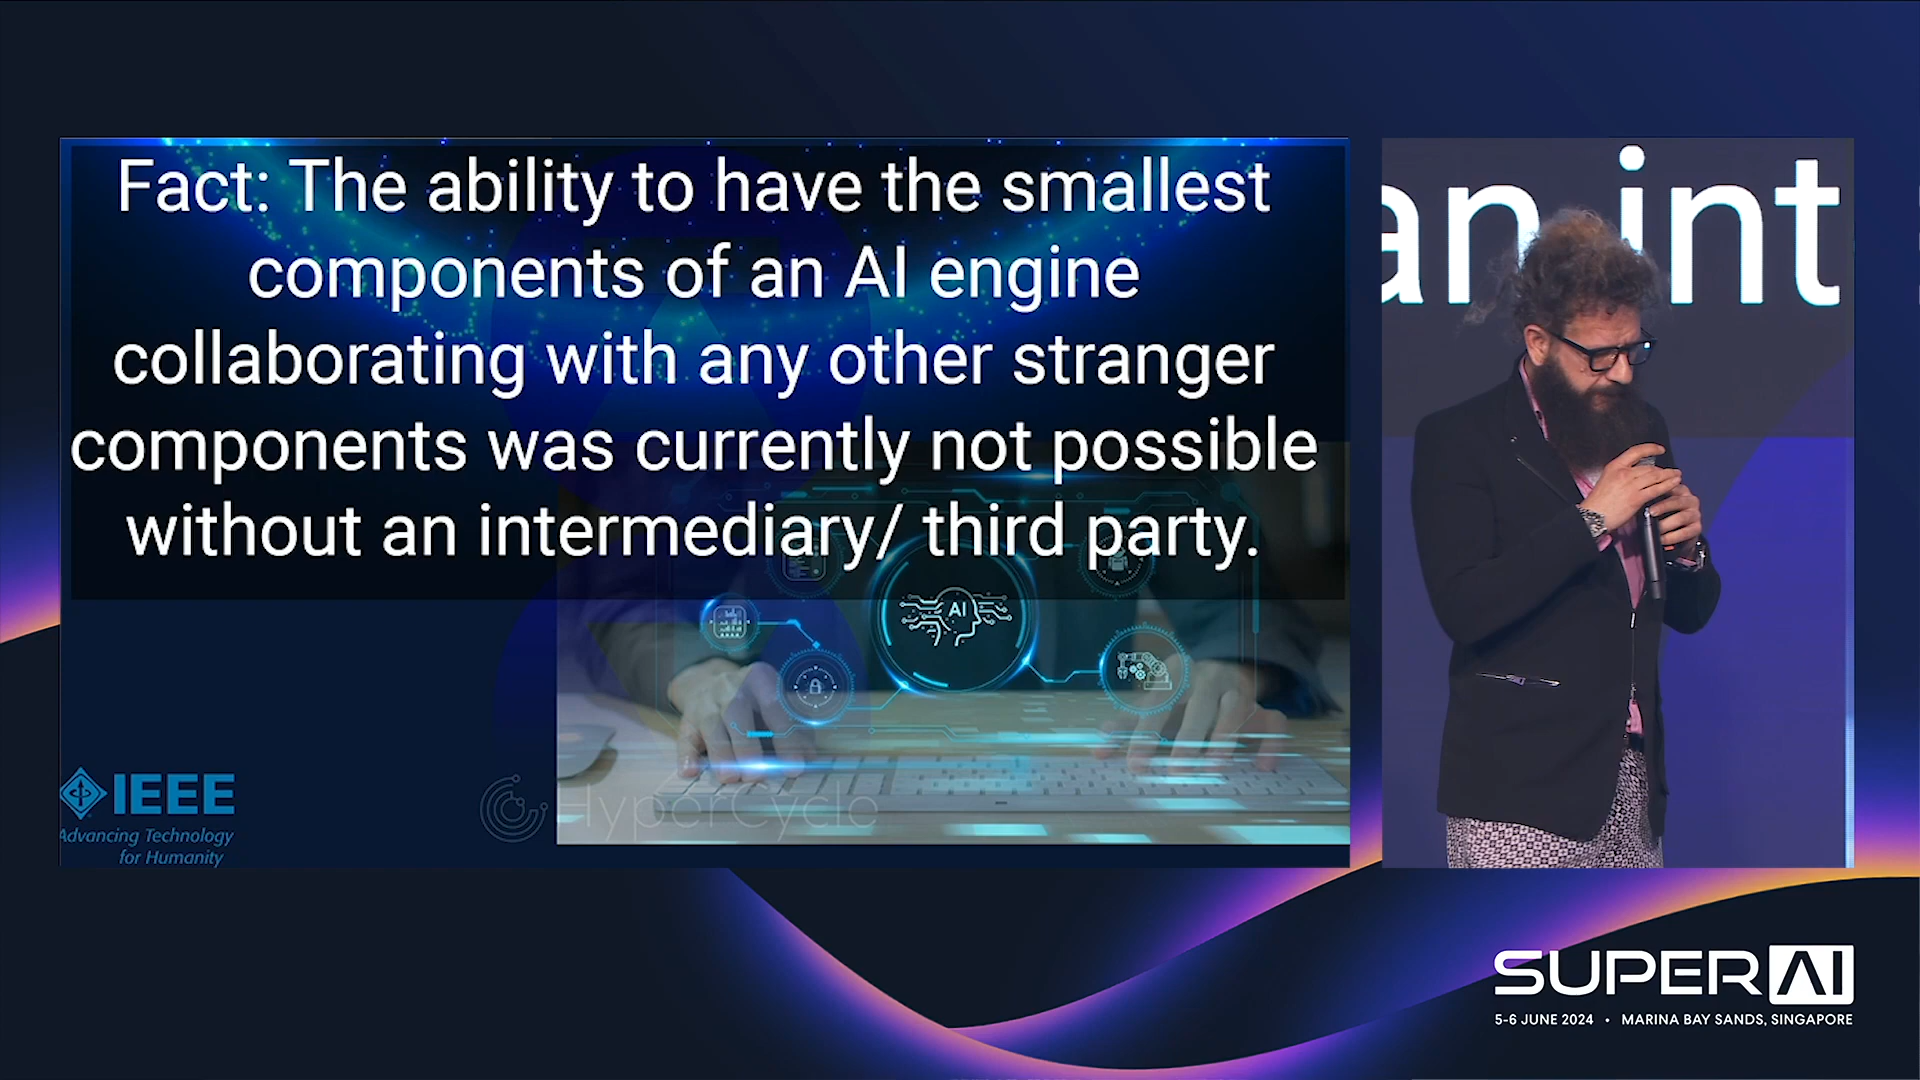 Fact: The ability to have the smallest
components of an AI engine
collaborating with any other stranger
components was currently not possible
without an intermediary/ third party.
AI
IEEE
Advancing Technology
for Humanity
HyperCycle
an int
SUPER AI
5-6 JUNE 2024 • MARINA BAY SANDS, SINGAPORE